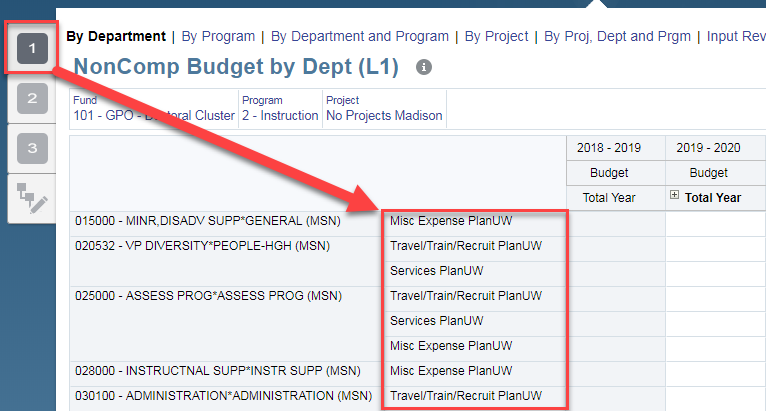 1
2
3
By Department | By Program | By Department and Program | By Project | By Proj, Dept and Prgm | Input Rev
NonComp Budget by Dept (L1)
Fund Program Project
101 - GPO - Doctoral Cluster 2 - Instruction No Projects Madison
2018 - 2019 2019 - 2020
Budget Budget
Total Year Total Year
015000 - MINR,DISADV SUPP*GENERAL (MSN) Misc Expense PlanUW
020532 - VP DIVERSITY*PEOPLE-HGH (MSN) Travel/Train/Recruit PlanUW
Services PlanUW
025000 - ASSESS PROG*ASSESS PROG (MSN) Travel/Train/Recruit PlanUW
Services PlanUW
Misc Expense PlanUW
028000 - INSTRUCTNAL SUPP*INSTR SUPP (MSN) Misc Expense PlanUW
030100 - ADMINISTRATION*ADMINISTRATION (MSN) Travel/Train/Recruit PlanUW